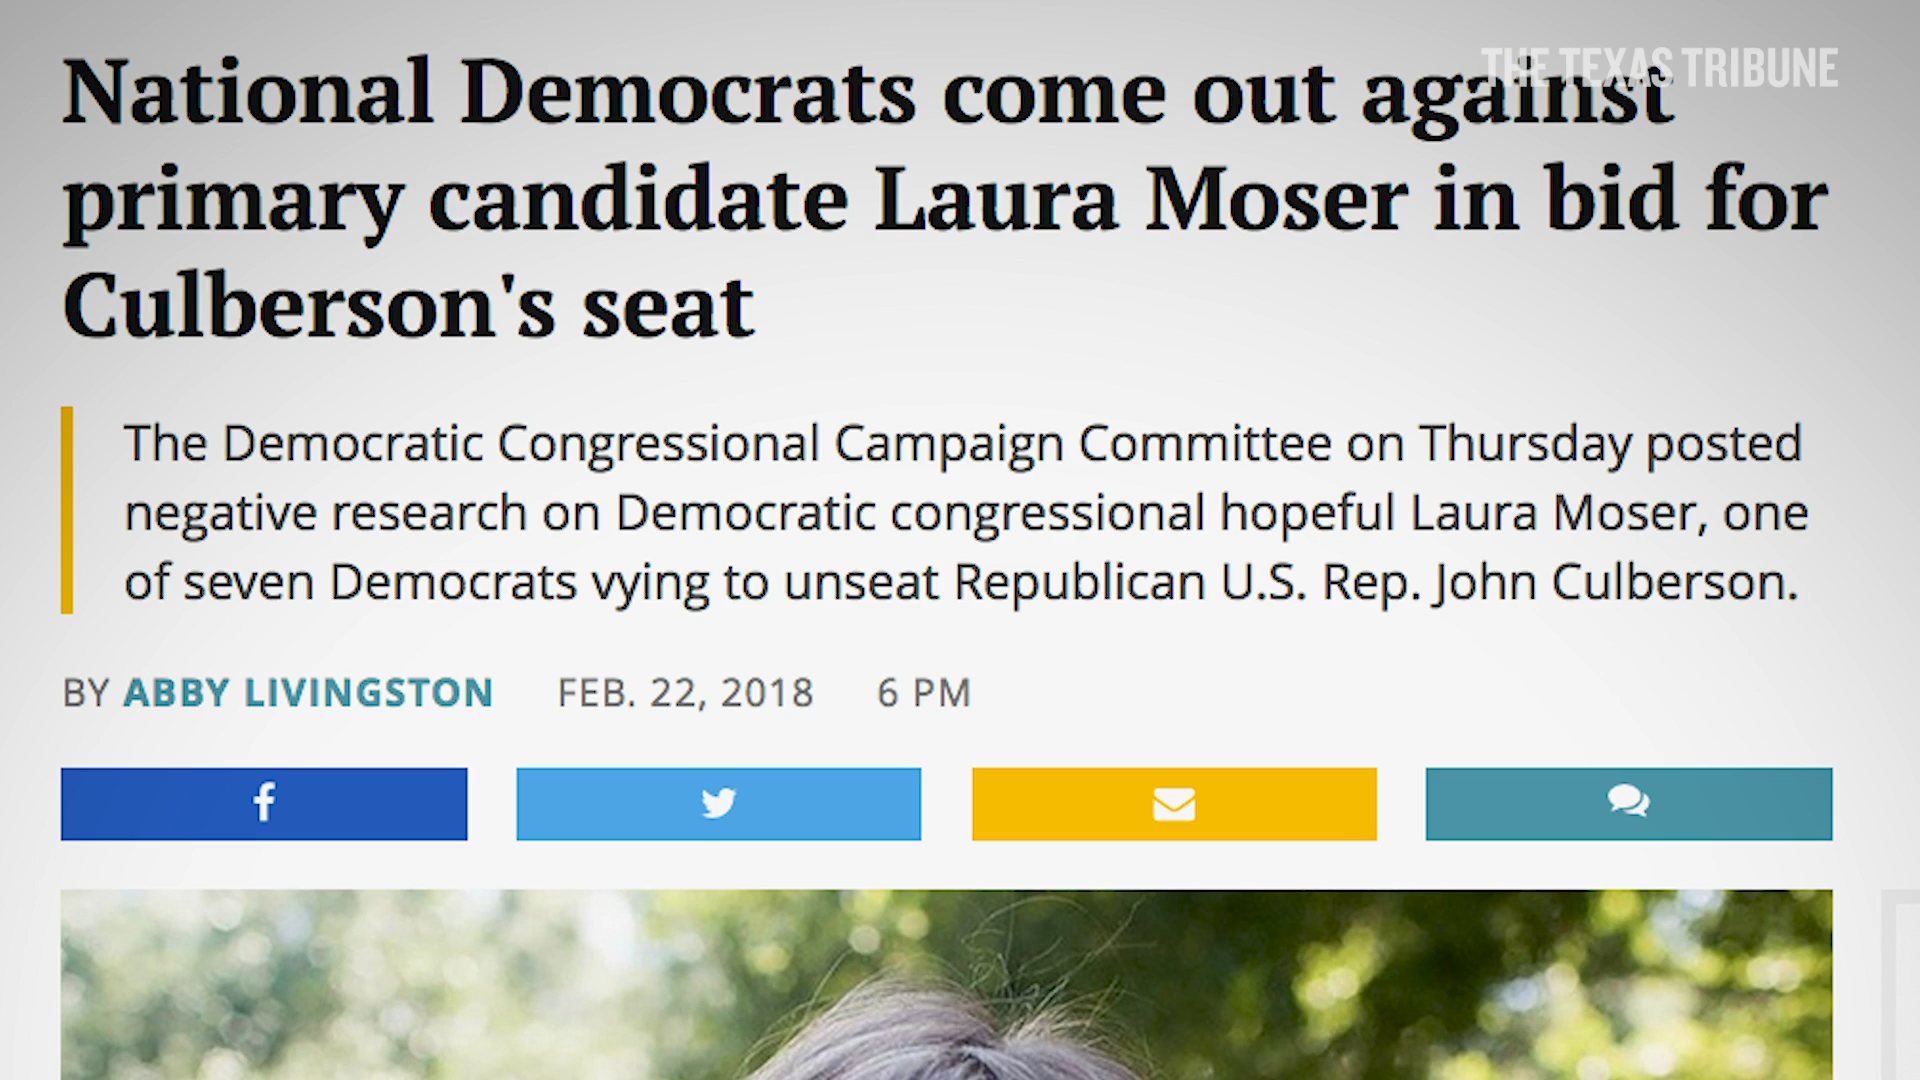 THE TEXAS TRIBUNE
National Democrats come out against
primary candidate Laura Moser in bid for
Culberson's seat
The Democratic Congressional Campaign Committee on Thursday posted
negative research on Democratic congressional hopeful Laura Moser, one
of seven Democrats vying to unseat Republican U.S. Rep. John Culberson.
BY ABBY LIVINGSTON FEB. 22, 2018 6 PM